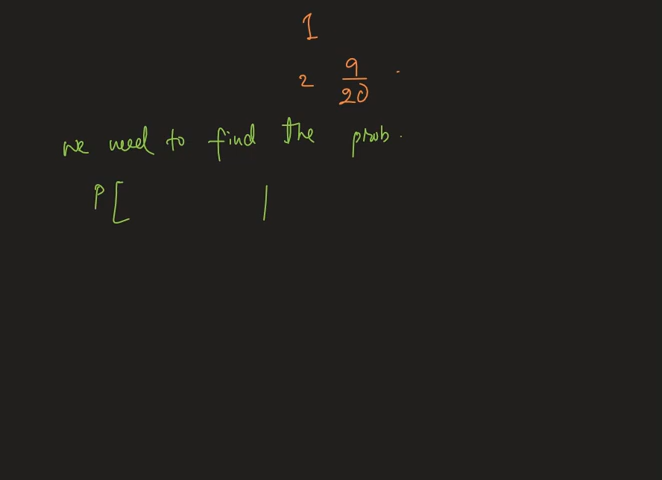 1
2 9/20 .
we need to find the prob.
P[ |